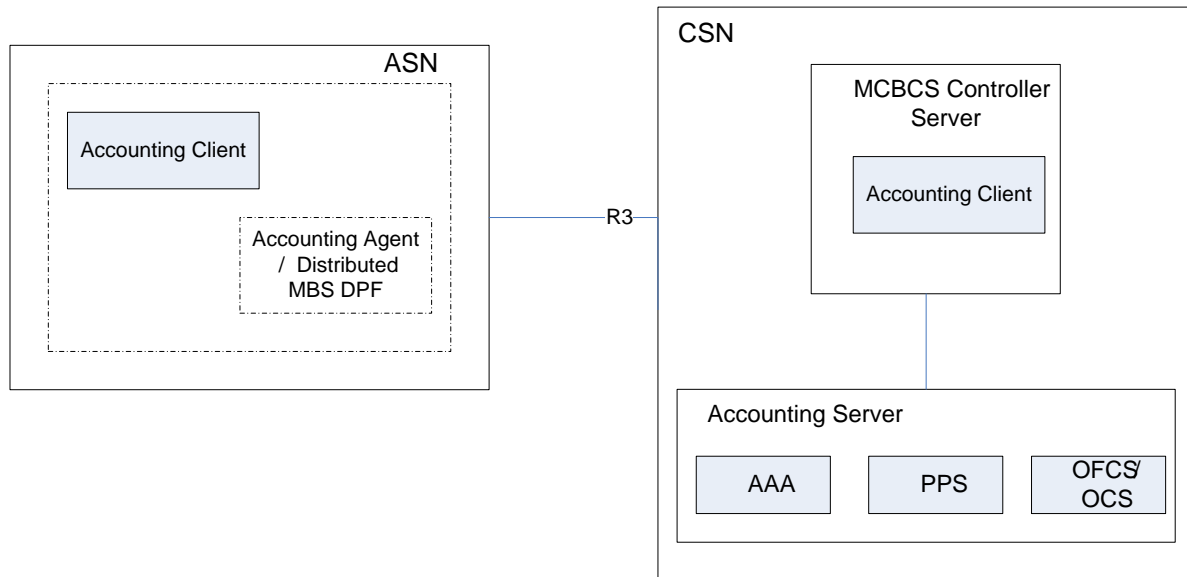 ASN
Accounting Client
Accounting Agent
/ Distributed
MBS DPF
R3
CSN
MCBCS Controller
Server
Accounting Client
Accounting Server
AAA
PPS
OFCS/
OCS